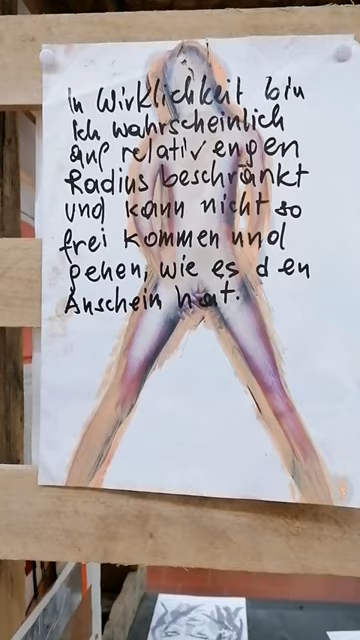 in Wirklichkeit bin
ich wahrscheinlich
auf relativ engen
Radius beschränkt
und kann nicht so
frei kommen und
gehen, wie es den
Anschein hat.